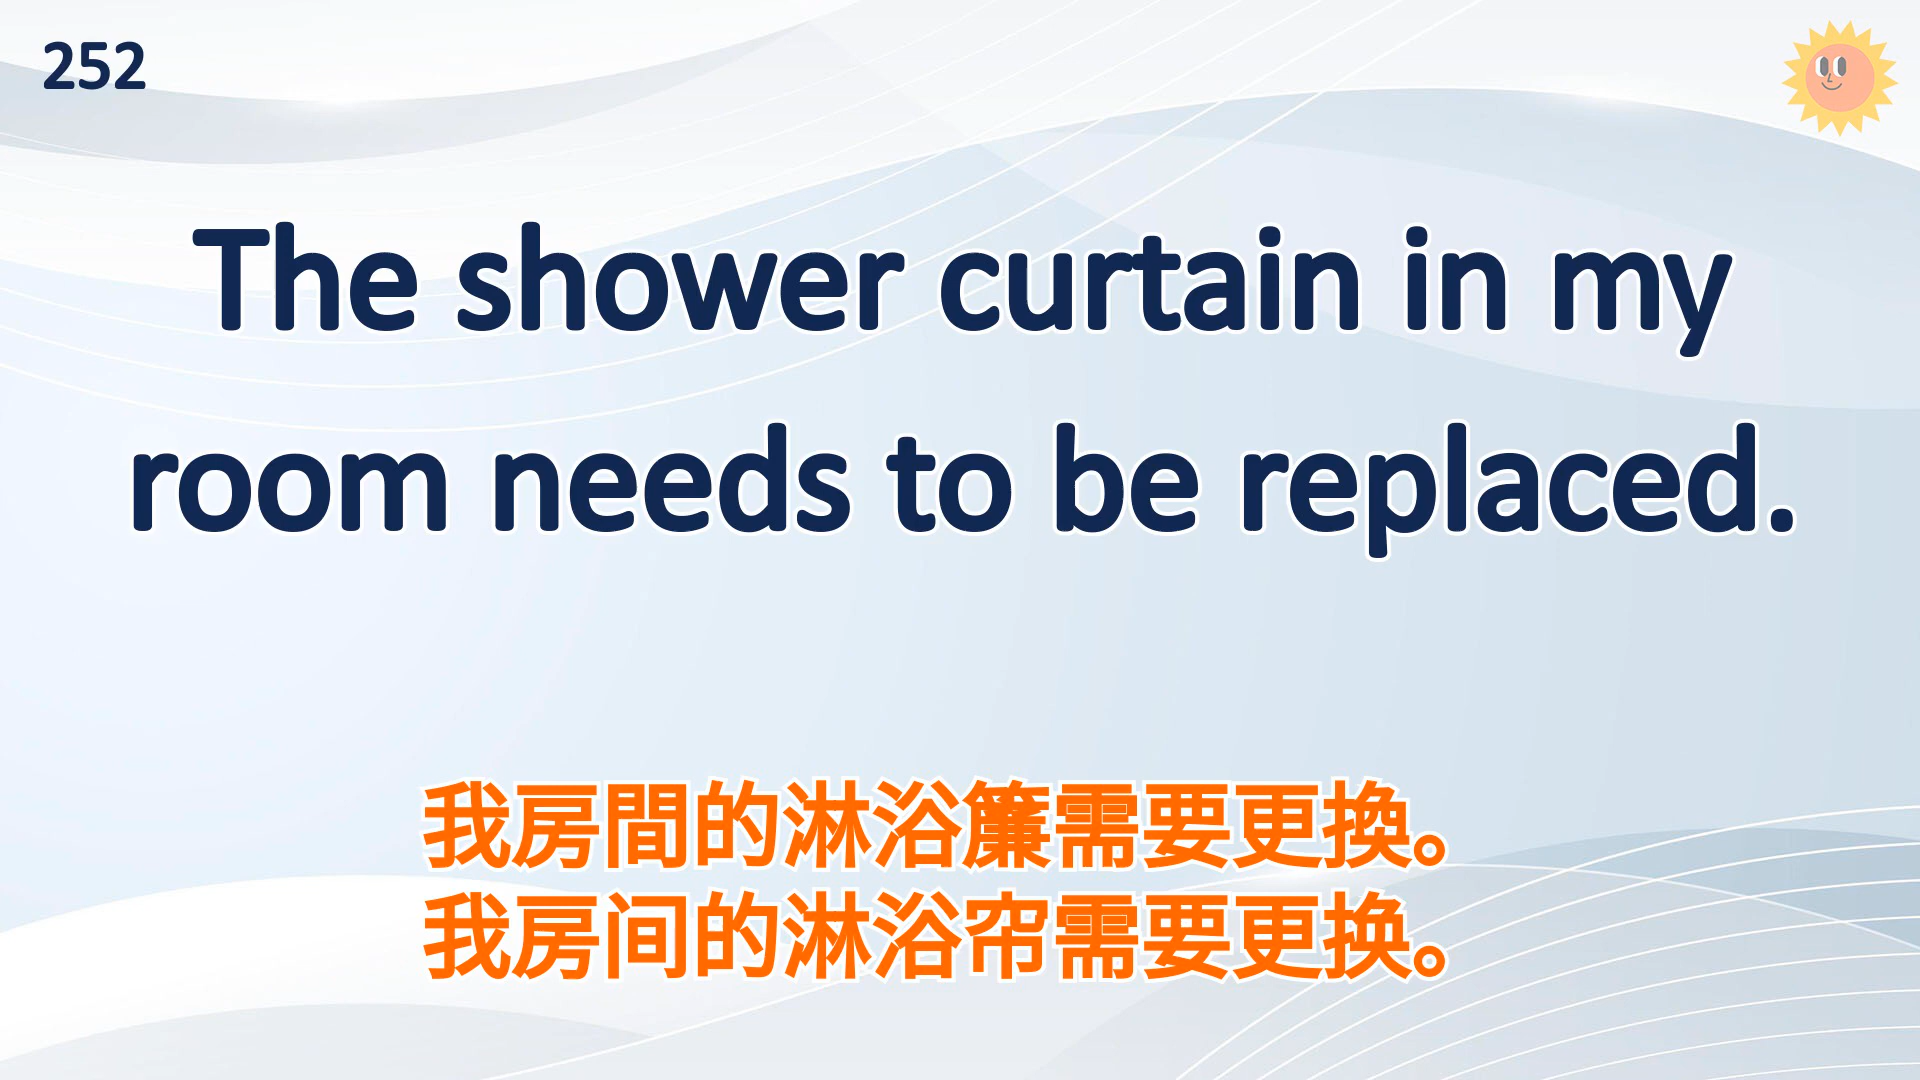 252
The shower curtain in my
room needs to be replaced.
我房間的淋浴簾需要更換。
我房间的淋浴帘需要更换。